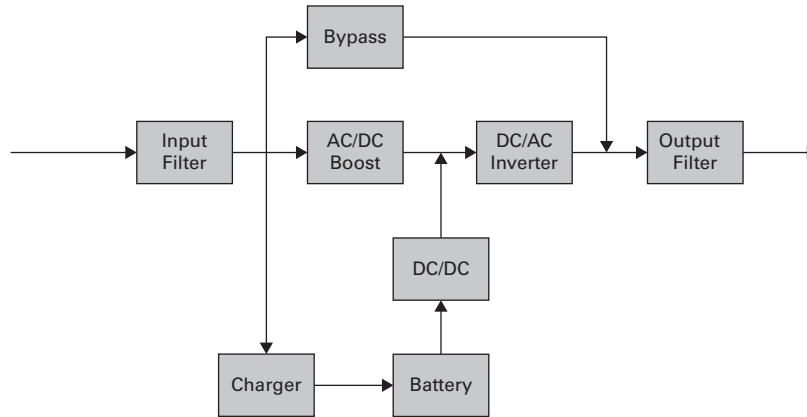 Bypass
Input
Filter
AC/DC
Boost
DC/AC
Inverter
Output
Filter
DC/DC
Charger
Battery